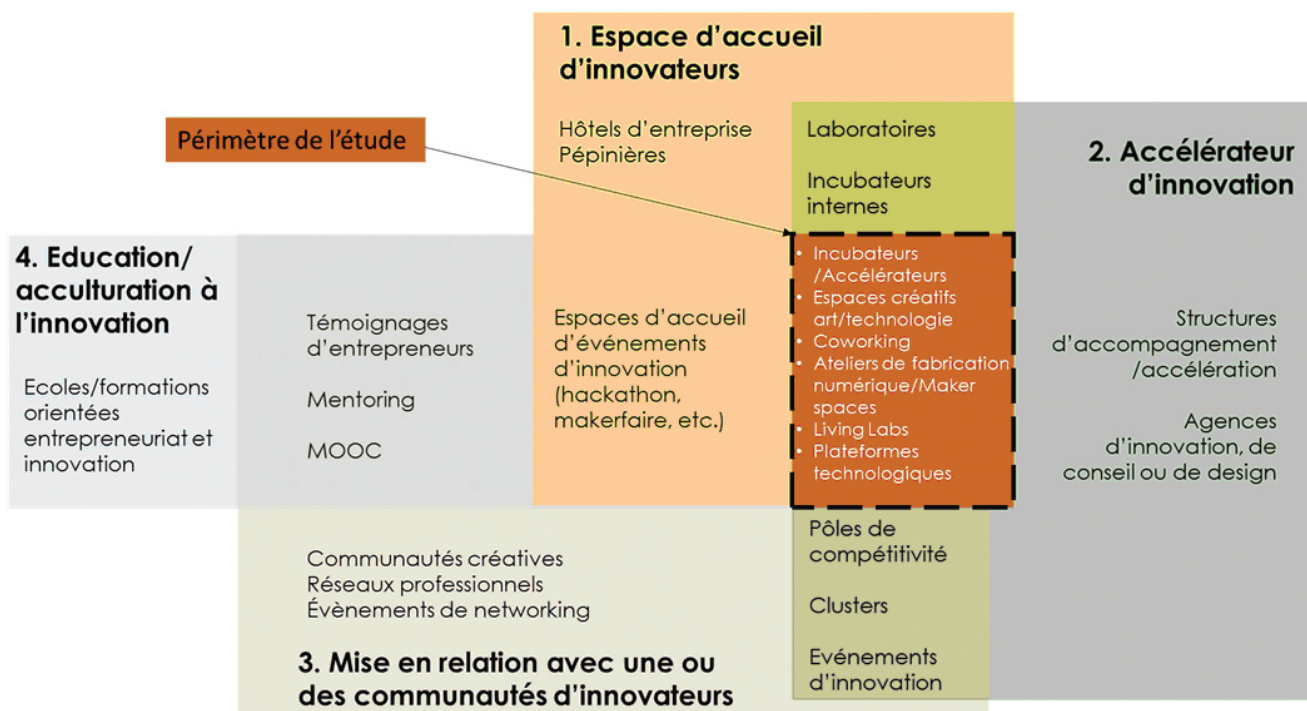 1. Espace d’accueil
d’innovateurs
Hôtels d’entreprise
Pépinières
Périmètre de l’étude
Laboratoires
Incubateurs
internes
2. Accélérateur
d’innovation
4. Education/
acculturation à
l’innovation
Ecoles/formations
orientées
entrepreneuriat et
innovation
Témoignages
d’entrepreneurs
Mentoring
MOOC
Espaces d’accueil
d’événements
d’innovation
(hackathon,
makerfaire, etc.)
• Incubateurs
/Accélérateurs
• Espaces créatifs
art/technologie
• Coworking
• Ateliers de fabrication
numérique/Maker
spaces
• Living Labs
• Plateformes
technologiques
Structures
d’accompagnement
/accélération
Agences
d’innovation, de
conseil ou de design
Communautés créatives
Réseaux professionnels
Évènements de networking
3. Mise en relation avec une ou
des communautés d’innovateurs
Pôles de
compétitivité
Clusters
Evénements
d’innovation